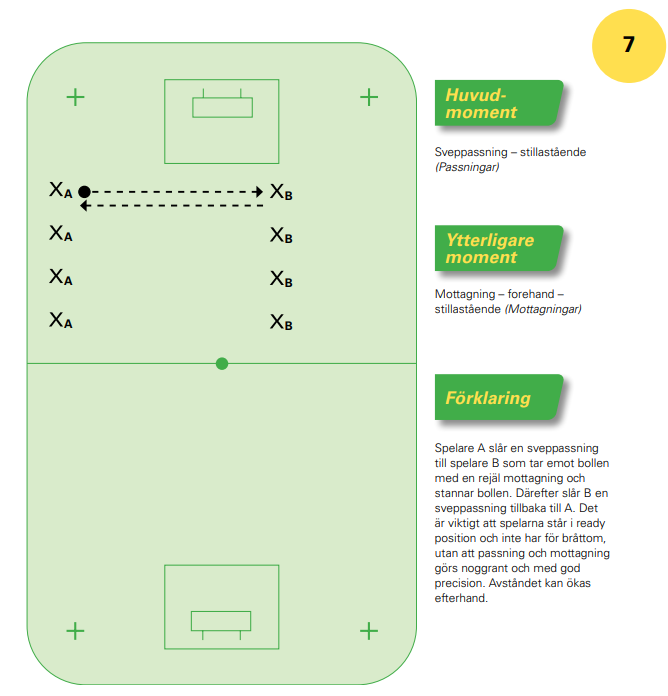 7
Huvud-
moment
Sveppassning – stillastående
(Passningar)
XA XB
XA XB
XA XB
XA XB
Ytterligare
moment
Mottagning – forehand –
stillastående (Mottagningar)
Förklaring
Spelare A slår en sveppassning
till spelare B som tar emot bollen
med en rejäl mottagning och
stannar bollen. Därefter slår B en
sveppassning tillbaka till A. Det
är viktigt att spelarna står i ready
position och inte har för bråttom,
utan att passning och mottagning
görs noggrant och med god
precision. Avståndet kan ökas
efterhand.